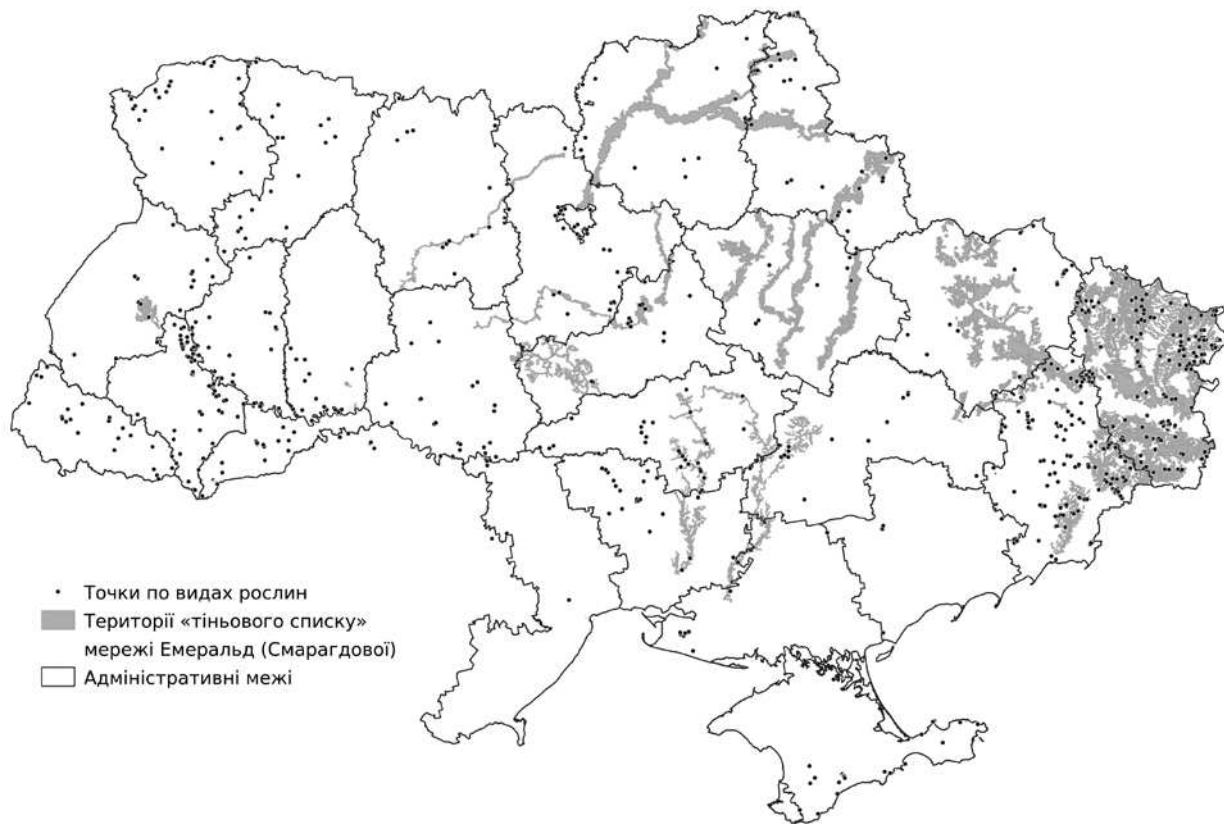 Точки по видах рослин
Території «тіньового списку»
мережі Емеральд (Смарагдової)
Адміністративні межі